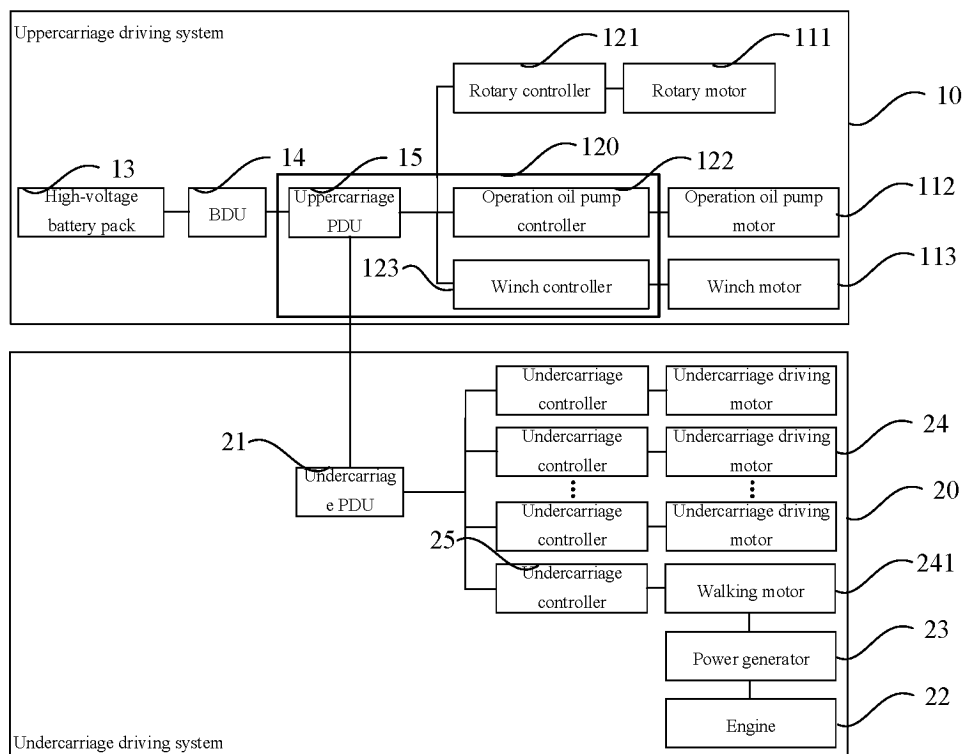 Uppercarriage driving system
121
111
Rotary controller
Rotary motor
10
13
14
15
120
122
High-voltage
battery pack
BDU
Uppercarriage
PDU
Operation oil pump
controller
Operation oil pump
motor
112
123
Winch controller
Winch motor
113
Undercarriage
controller
Undercarriage driving
motor
21
Undercarriag
e PDU
Undercarriage
controller
Undercarriage driving
motor
24
Undercarriage
controller
Undercarriage driving
motor
20
25
Undercarriage
controller
Walking motor
241
Power generator
23
Engine
22
Undercarriage driving system